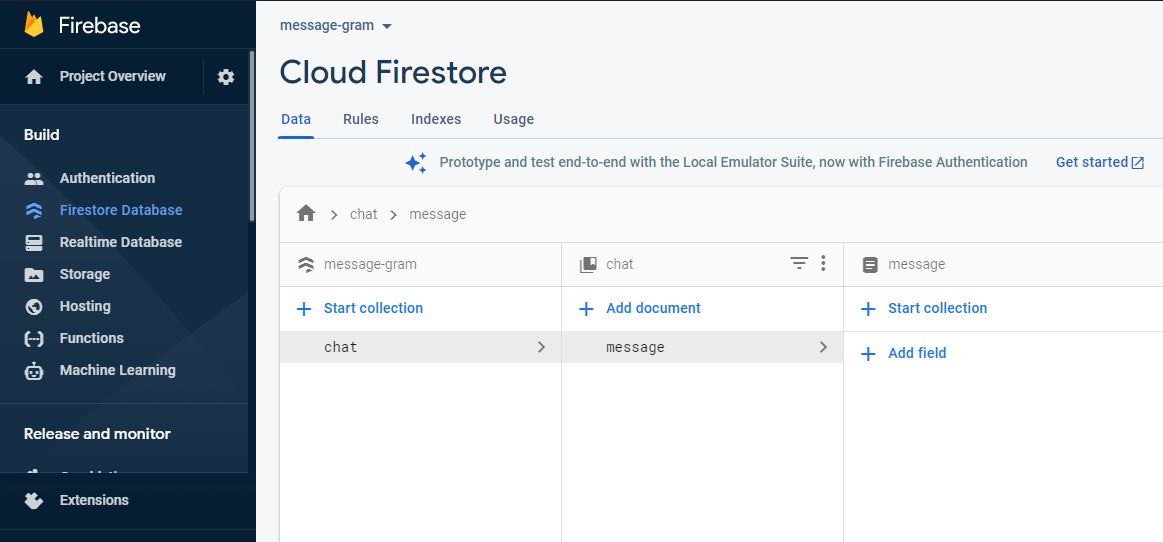 Firebase
Project Overview
Build
Authentication
Firestore Database
Realtime Database
Storage
Hosting
Functions
Machine Learning
Release and monitor
Extensions
message-gram
Cloud Firestore
Data Rules Indexes Usage
Prototype and test end-to-end with the Local Emulator Suite, now with Firebase Authentication Get started
chat > message
message-gram chat message
+ Start collection + Add document + Start collection
chat message
+ Add field